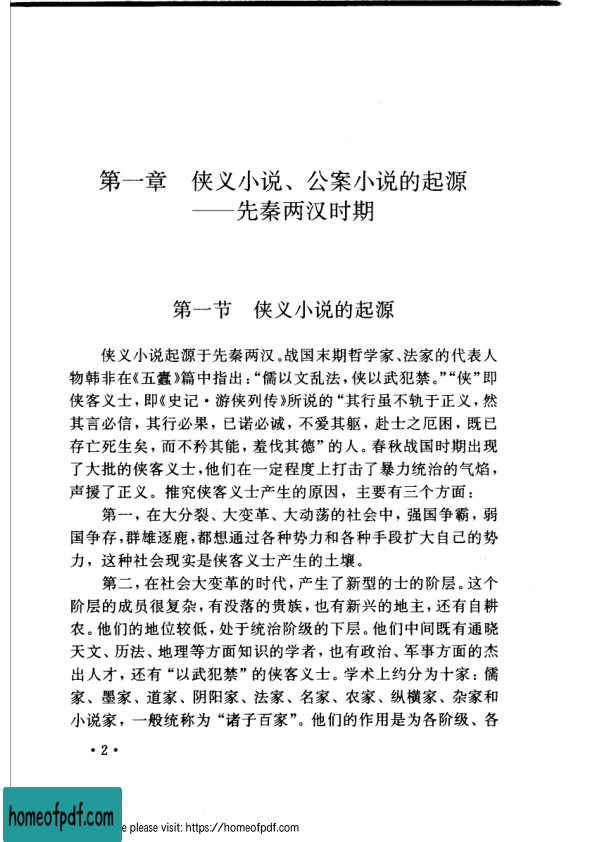 第一章　侠义小说、公案小说的起源
——先秦两汉时期
第一节　侠义小说的起源
侠义小说起源于先秦两汉。战国末期哲学家、法家的代表人
物韩非在《五蠹》篇中指出：“儒以文乱法，侠以武犯禁。”“侠”即
侠客义士，即《史记·游侠列传》所说的“其行虽不轨于正义，然
其言必信，其行必果，已诺必诚，不爱其躯，赴士之厄困，既已
存亡死生矣，而不矜其能，羞伐其德”的人。春秋战国时期出现
了大批的侠客义士，他们在一定程度上打击了暴力统治的气焰，
声援了正义。推究侠客义士产生的原因，主要有三个方面：
第一，在大分裂、大变革、大动荡的社会中，强国争霸，弱
国争存，群雄逐鹿，都想通过各种势力和各种手段扩大自己的势
力，这种社会现实是侠客义士产生的土壤。
第二，在社会大变革的时代，产生了新型的士的阶层。这个
阶层的成员很复杂，有没落的贵族，也有新兴的地主，还有自耕
农。他们的地位较低，处于统治阶级的下层。他们中间既有通晓
天文、历法、地理等方面知识的学者，也有政治、军事方面的杰
出人才，还有“以武犯禁”的侠客义士。学术上约分为十家：儒
家、墨家、道家、阴阳家、法家、名家、农家、纵横家、杂家和
小说家，一般统称为“诸子百家”。他们的作用是为各阶级、各
·2·
homeofpdf.com
e please visit: https://homeofpdf.com